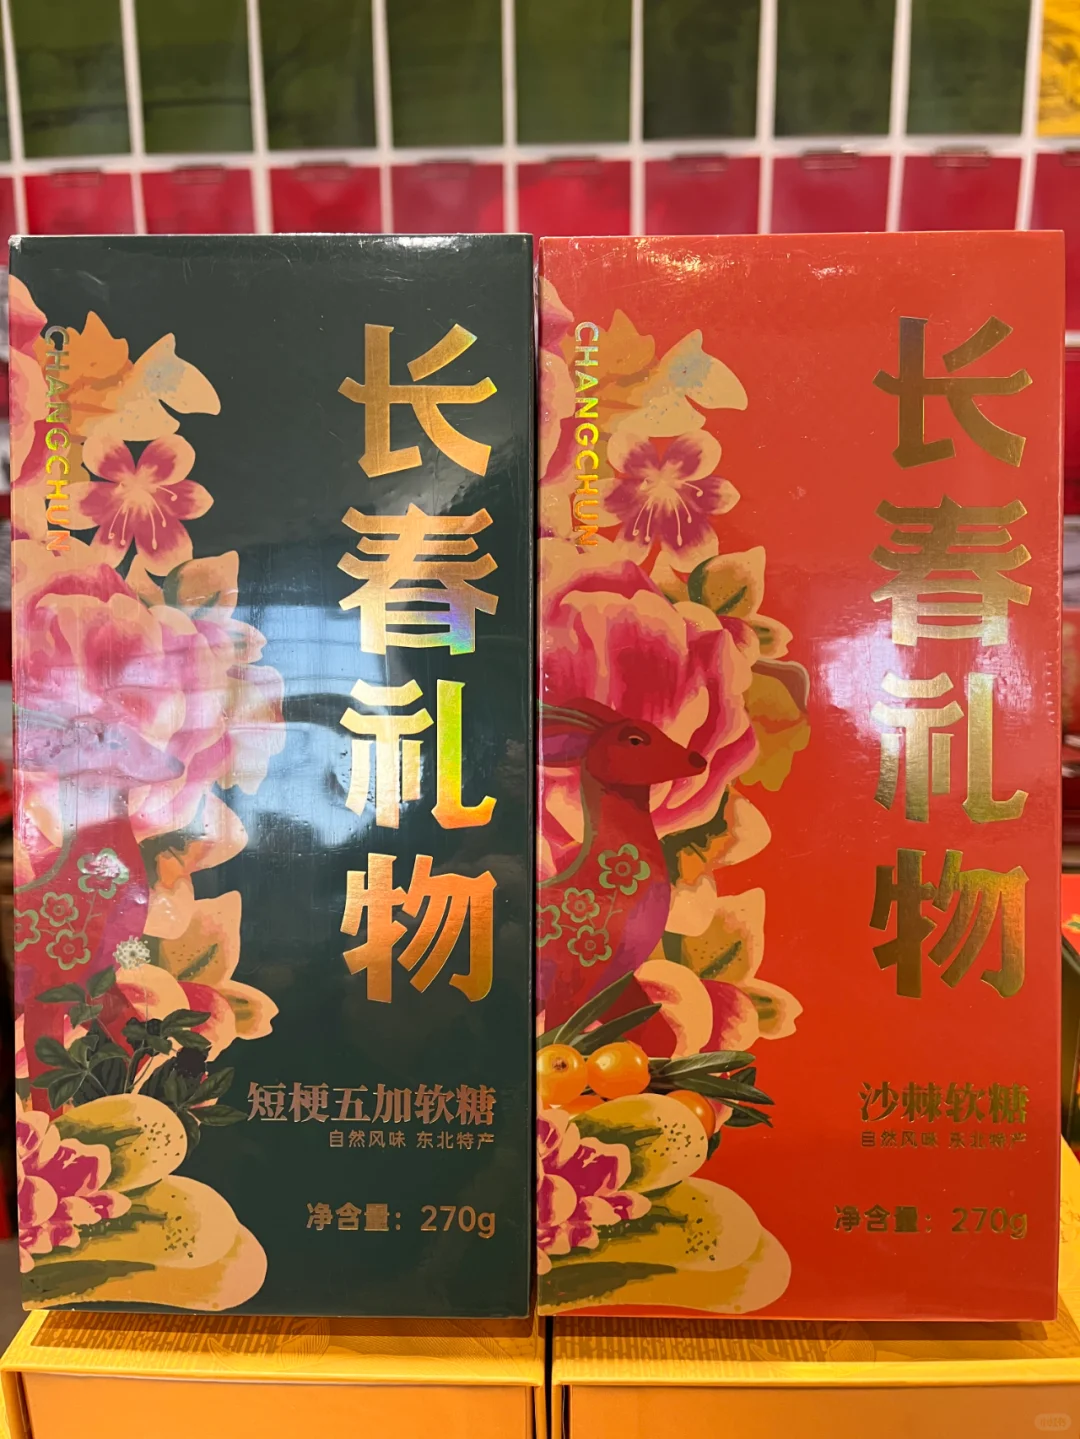 CHANGCHUN
长春礼物
短梗五加软糖
自然风味 东北特产
净含量：270g
CHANGCHUN
长春礼物
沙棘软糖
自然风味 东北特产
净含量：270g